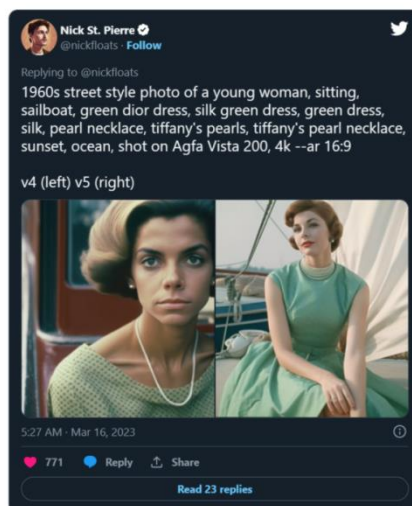 Nick St. Pierre
@nickfloats · Follow
Replying to @nickfloats
1960s street style photo of a young woman, sitting,
sailboat, green dior dress, silk green dress, green dress,
silk, pearl necklace, tiffany's pearls, tiffany's pearl necklace,
sunset, ocean, shot on Agfa Vista 200, 4k --ar 16:9
v4 (left) v5 (right)
5:27 AM · Mar 16, 2023
771 Reply Share
Read 23 replies